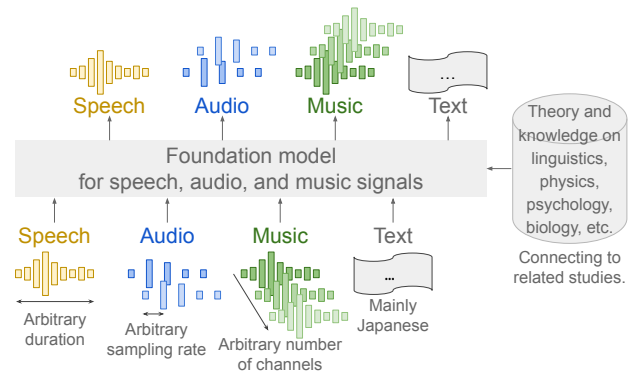 Speech
Audio
Music
...
Text
Foundation model
for speech, audio, and music signals
Theory and
knowledge on
linguistics,
physics,
psychology,
biology, etc.
Connecting to
related studies.
Speech
Audio
Music
Text
...
Arbitrary
duration
Arbitrary
sampling rate
Arbitrary number
of channels
Mainly
Japanese